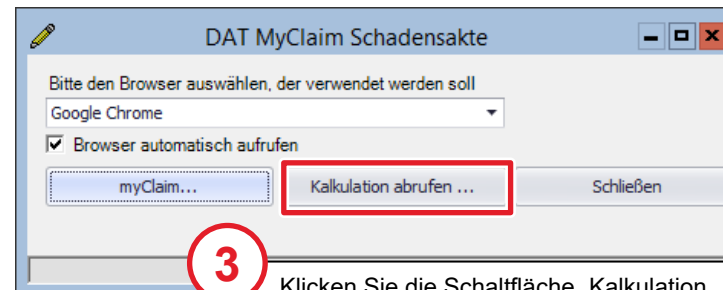 DAT MyClaim Schadensakte
Bitte den Browser auswählen, der verwendet werden soll
Google Chrome
Browser automatisch aufrufen
myClaim...
Kalkulation abrufen ...
Schließen
3
Klicken Sie die Schaltfläche „Kalkulation